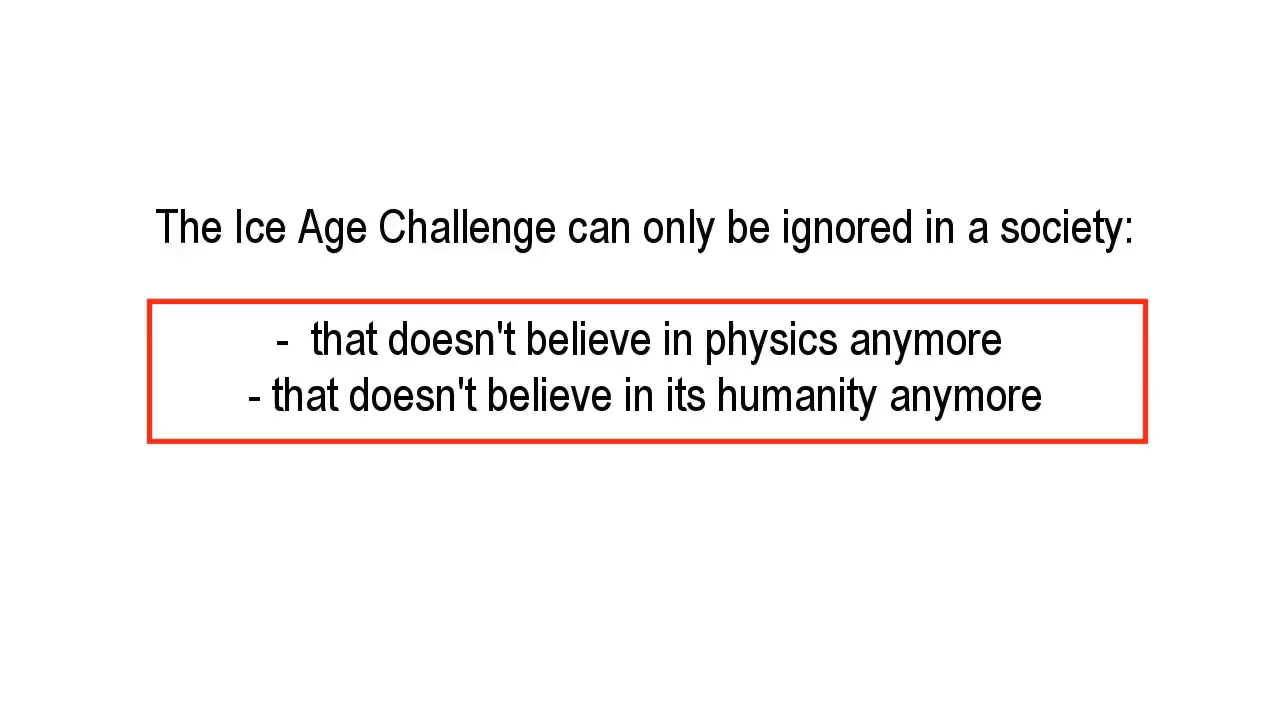 The Ice Age Challenge can only be ignored in a society:
-  that doesn't believe in physics anymore
- that doesn't believe in its humanity anymore